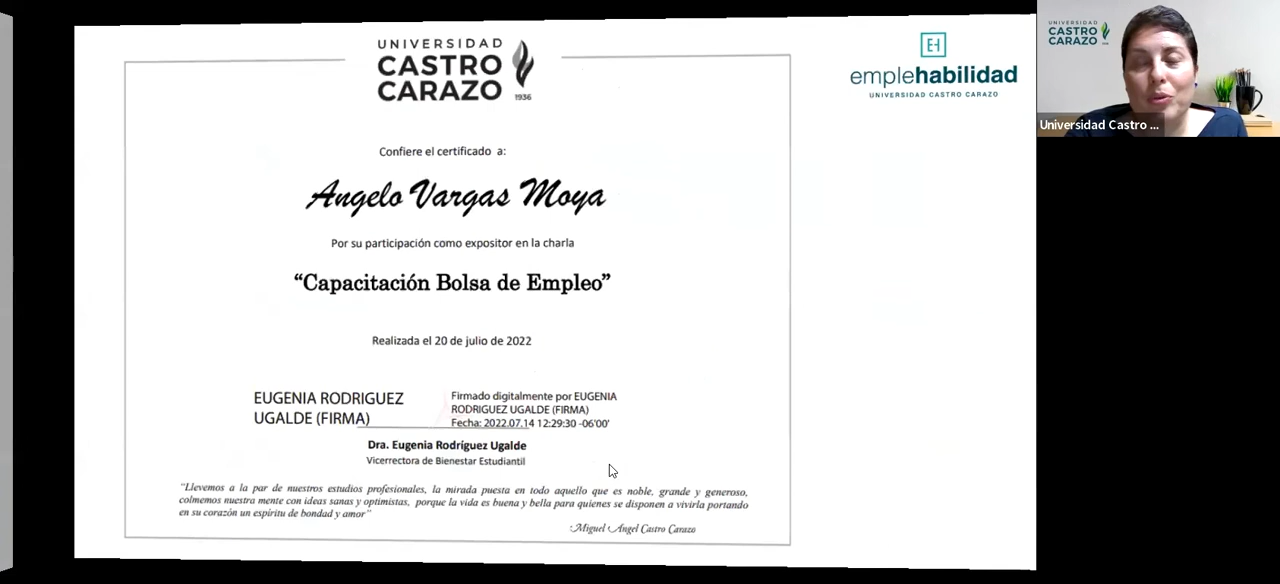 UNIVERSIDAD
CASTRO
CARAZO
1936
Confiere el certificado a:
Angelo Vargas Moya
Por su participación como expositor en la charla
“Capacitación Bolsa de Empleo”
Realizada el 20 de julio de 2022
EUGENIA RODRIGUEZ
UGALDE (FIRMA)
Firmado digitalmente por EUGENIA
RODRIGUEZ UGALDE (FIRMA)
Fecha: 2022.07.14 12:29:30 -06'00'
Dra. Eugenia Rodríguez Ugalde
Vicerrectora de Bienestar Estudiantil
"Llevemos a la par de nuestros estudios profesionales, la mirada puesta en todo aquello que es noble, grande y generoso,
colmemos nuestra mente con ideas sanas y optimistas, porque la vida es buena y bella para quienes se disponen a vivirla portando
en su corazón un espíritu de bondad y amor"
Miguel Ángel Castro Carazo
EH
emplehabilidad
UNIVERSIDAD CASTRO CARAZO
UNIVERSIDAD
CASTRO
CARAZO
Universidad Castro ...